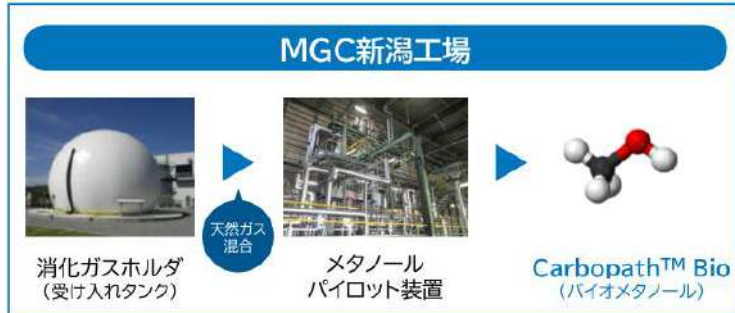 MGC新潟工場
天然ガス
混合
消化ガスホルダ
(受け入れタンク)
メタノール
パイロット装置
Carbopath™ Bio
(バイオメタノール)